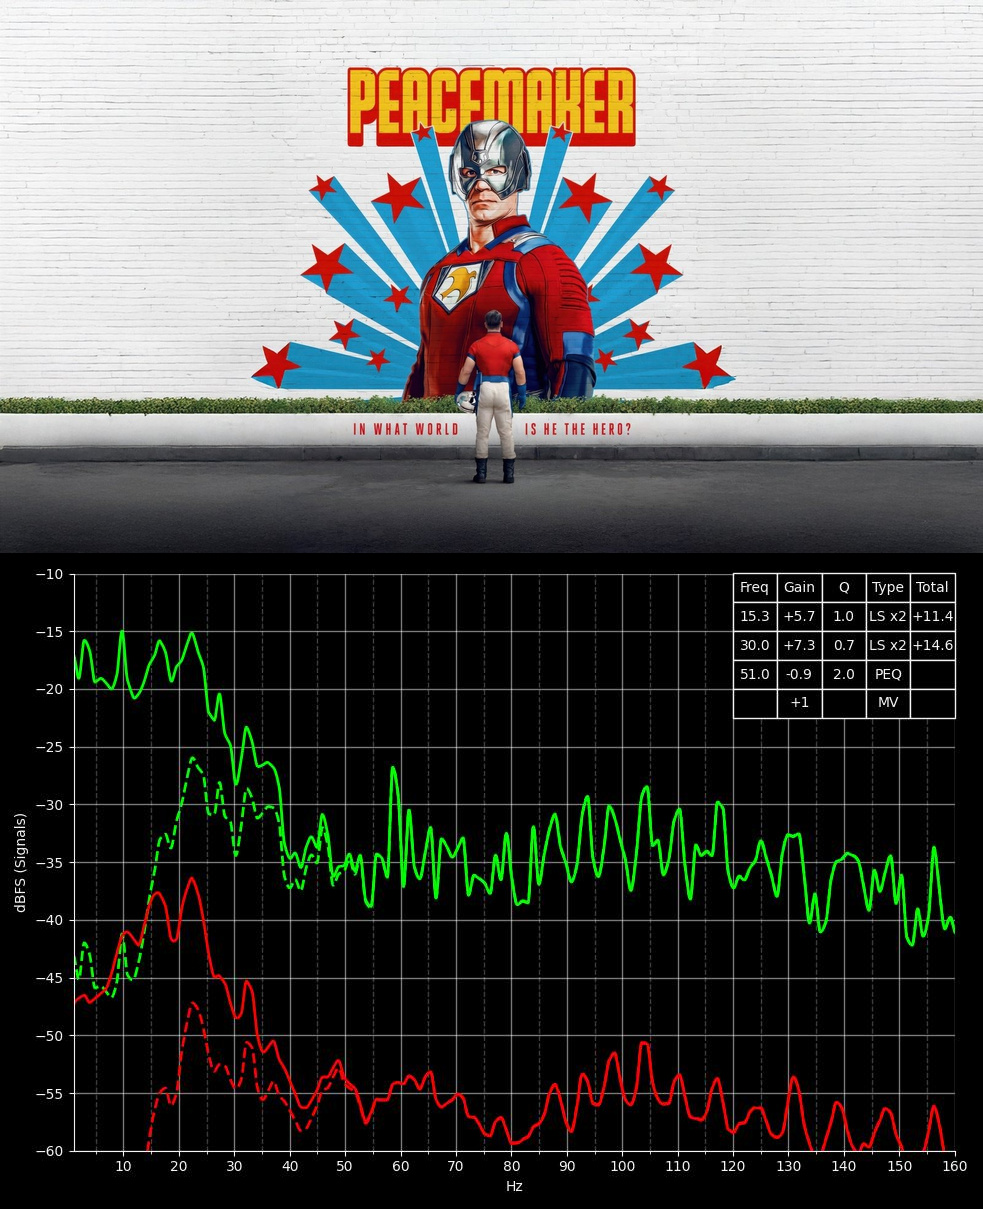 PEACEMAKER
IN WHAT WORLD IS HE THE HERO?
Freq Gain Q Type Total
15.3 +5.7 1.0 LS x2 +11.4
30.0 +7.3 0.7 LS x2 +14.6
51.0 -0.9 2.0 PEQ
+1 MV
dBFS (Signals)
−10
−15
−20
−25
−30
−35
−40
−45
−50
−55
−60
10 20 30 40 50 60 70 80 90 100 110 120 130 140 150 160
Hz